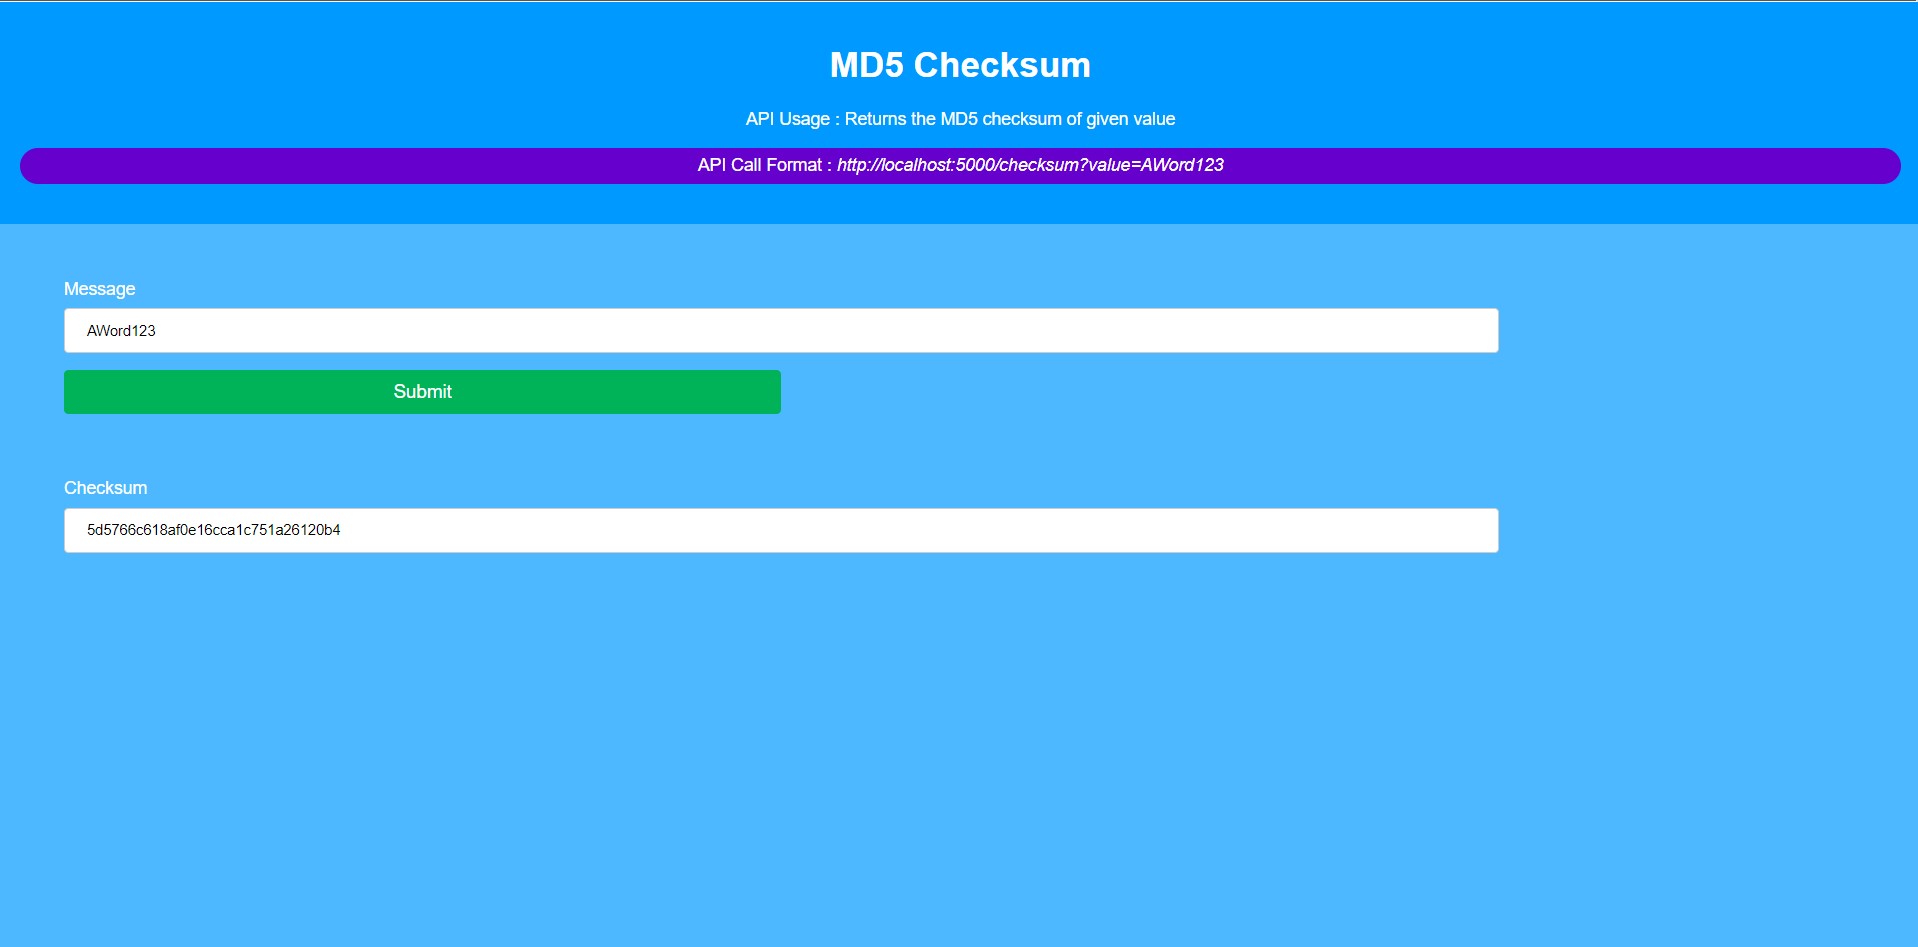 MD5 Checksum
API Usage : Returns the MD5 checksum of given value
API Call Format : http://localhost:5000/checksum?value=AWord123
Message
AWord123
Submit
Checksum
5d5766c618af0e16cca1c751a26120b4